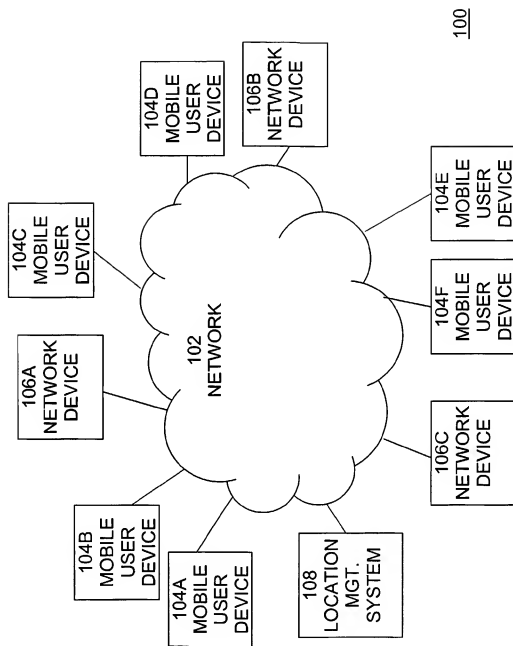 100
104C
MOBILE
USER
DEVICE
104D
MOBILE
USER
DEVICE
106A
NETWORK
DEVICE
106B
NETWORK
DEVICE
104B
MOBILE
USER
DEVICE
102
NETWORK
104A
MOBILE
USER
DEVICE
104E
MOBILE
USER
DEVICE
104F
MOBILE
USER
DEVICE
108
LOCATION
MGT.
SYSTEM
106C
NETWORK
DEVICE